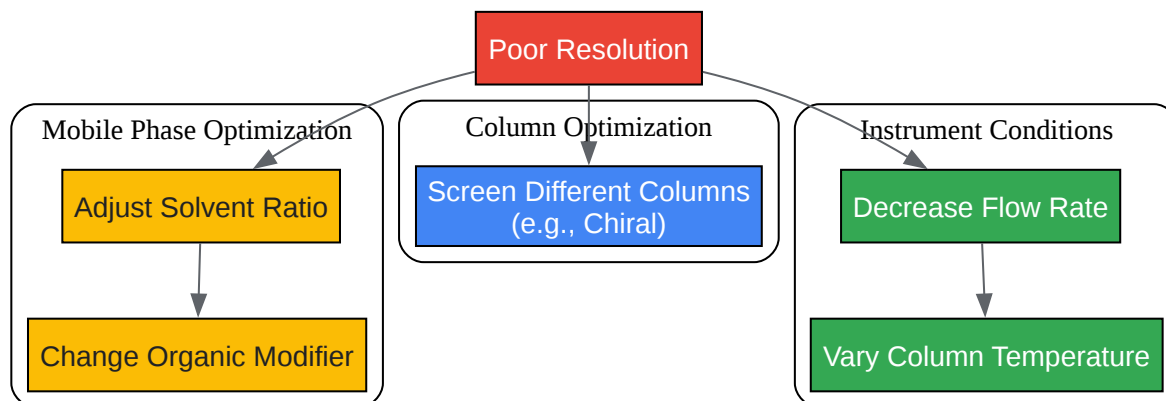 Poor Resolution
Mobile Phase Optimization
Column Optimization
Instrument Conditions
Adjust Solvent Ratio
Screen Different Columns
(e.g., Chiral)
Decrease Flow Rate
Change Organic Modifier
Vary Column Temperature